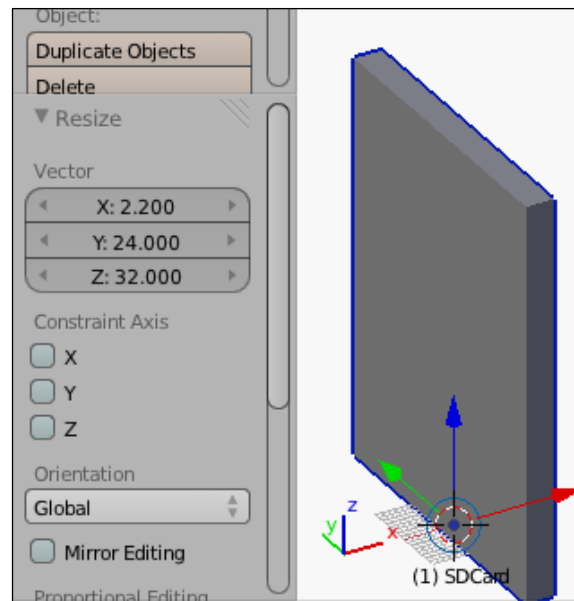 Object:
Duplicate Objects
Delete
Resize
Vector
X: 2.200
Y: 24.000
Z: 32.000
Constraint Axis
X
Y
Z
Orientation
Global
Mirror Editing
Proportional Editing
z
y
x
(1) SDCard